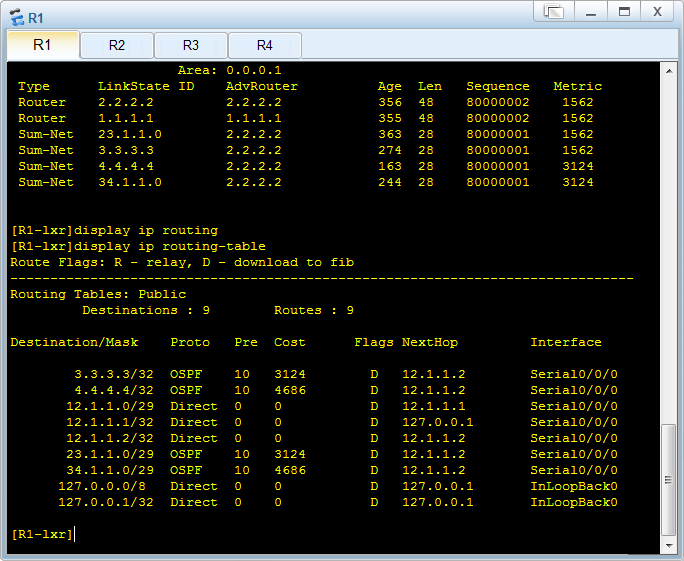 R1
R1 R2 R3 R4
Area: 0.0.0.1
Type LinkState ID AdvRouter Age Len Sequence Metric
Router 2.2.2.2 2.2.2.2 356 48 80000002 1562
Router 1.1.1.1 1.1.1.1 355 48 80000002 1562
Sum-Net 23.1.1.0 2.2.2.2 363 28 80000001 1562
Sum-Net 3.3.3.3 2.2.2.2 274 28 80000001 1562
Sum-Net 4.4.4.4 2.2.2.2 163 28 80000001 3124
Sum-Net 34.1.1.0 2.2.2.2 244 28 80000001 3124
[R1-lxr]display ip routing
[R1-lxr]display ip routing-table
Route Flags: R - relay, D - download to fib
------------------------------------------------------------------------------
Routing Tables: Public
Destinations : 9 Routes : 9
Destination/Mask Proto Pre Cost Flags NextHop Interface
3.3.3.3/32 OSPF 10 3124 D 12.1.1.2 Serial0/0/0
4.4.4.4/32 OSPF 10 4686 D 12.1.1.2 Serial0/0/0
12.1.1.0/29 Direct 0 0 D 12.1.1.1 Serial0/0/0
12.1.1.1/32 Direct 0 0 D 127.0.0.1 Serial0/0/0
12.1.1.2/32 Direct 0 0 D 12.1.1.2 Serial0/0/0
23.1.1.0/29 OSPF 10 3124 D 12.1.1.2 Serial0/0/0
34.1.1.0/29 OSPF 10 4686 D 12.1.1.2 Serial0/0/0
127.0.0.0/8 Direct 0 0 D 127.0.0.1 InLoopBack0
127.0.0.1/32 Direct 0 0 D 127.0.0.1 InLoopBack0
[R1-lxr]